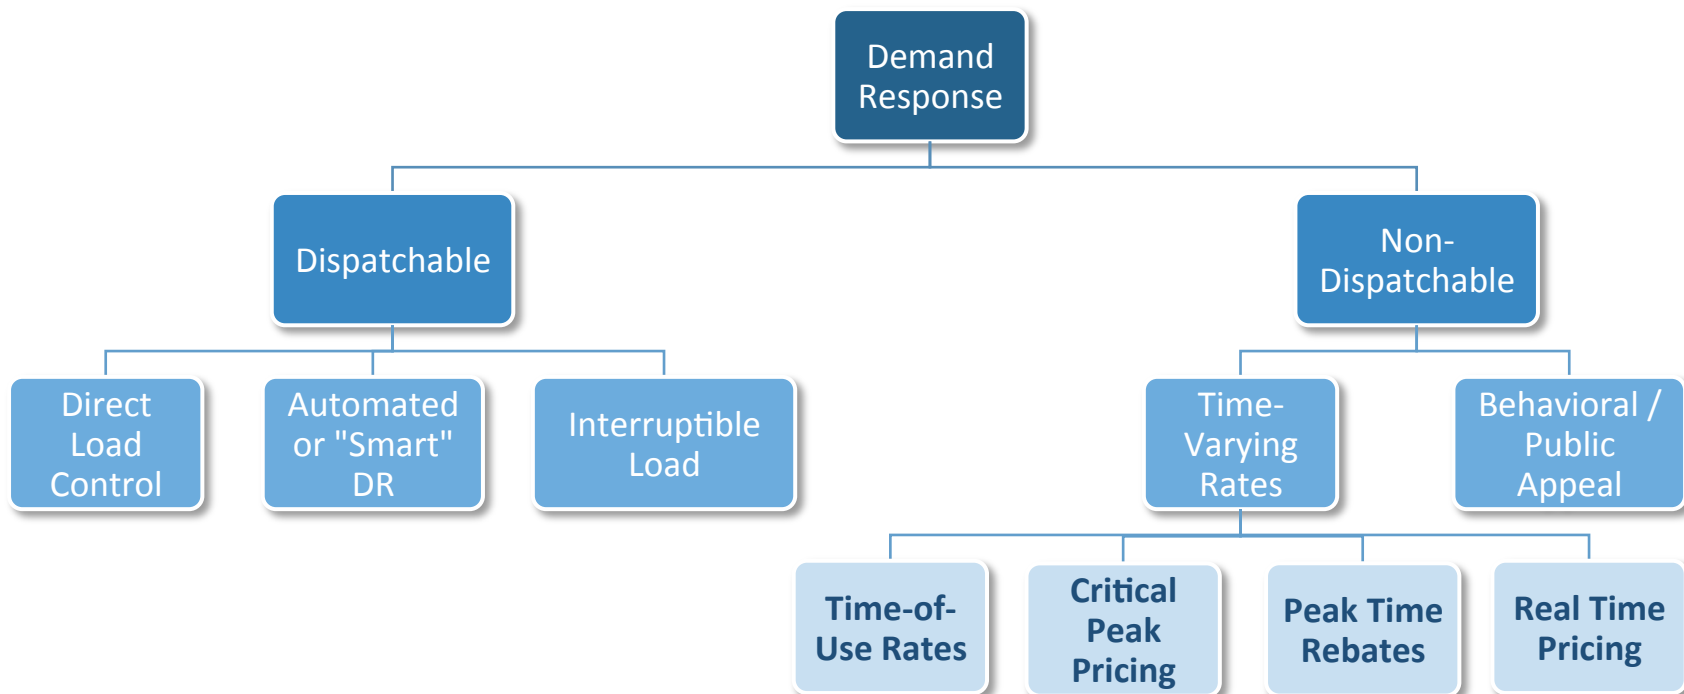 Demand
Response
Dispatchable
Non-
Dispatchable
Direct
Load
Control
Automated
or "Smart"
DR
Interruptible
Load
Time-
Varying
Rates
Behavioral /
Public
Appeal
Time-of-
Use Rates
Critical
Peak
Pricing
Peak Time
Rebates
Real Time
Pricing